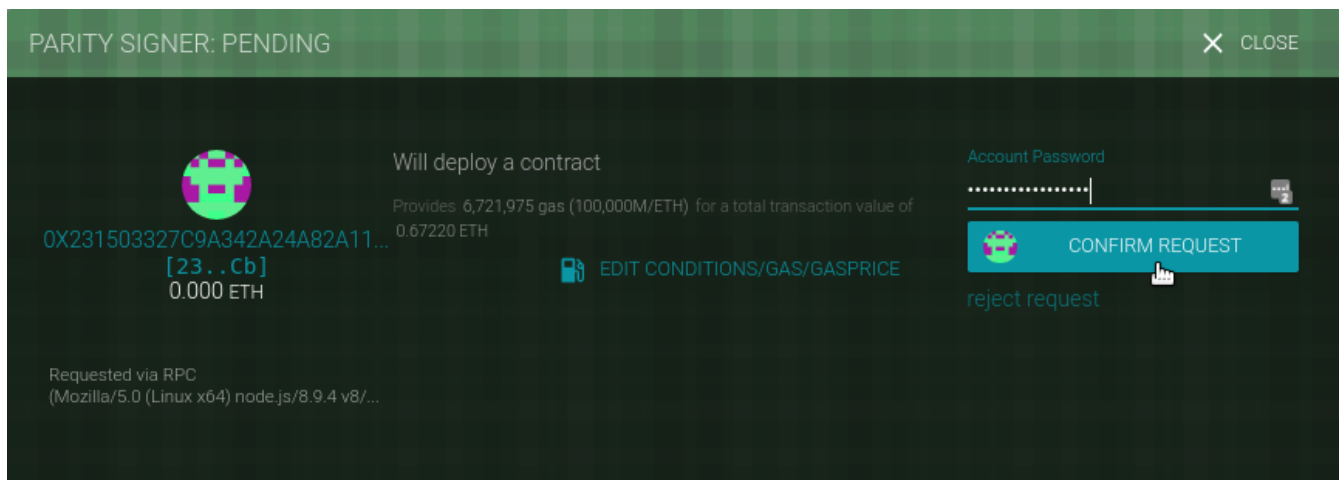 PARITY SIGNER: PENDING
CLOSE
0X231503327C9A342A24A82A11...
[23..Cb]
0.000 ETH
Requested via RPC
(Mozilla/5.0 (Linux x64) node.js/8.9.4 v8/...
Will deploy a contract
Provides 6,721,975 gas (100,000M/ETH) for a total transaction value of
0.67220 ETH
EDIT CONDITIONS/GAS/GASPRICE
Account Password
•••••••••••••••••
2
CONFIRM REQUEST
reject request